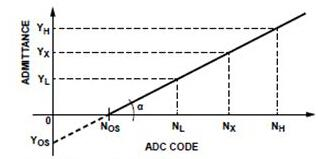 ADMITTANCE
Y_H
Y_X
Y_L
0
Y_OS
α
N_OS
N_L
N_X
N_H
ADC CODE